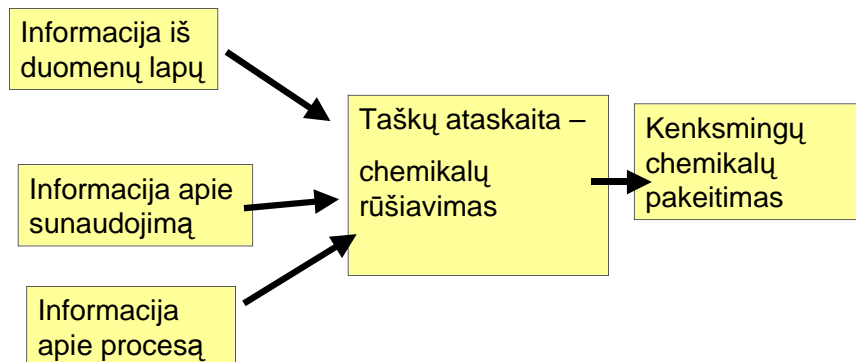 Informacija iš
duomenų lapų
Informacija apie
sunaudojimą
Informacija
apie procesą
Taškų ataskaita –
chemikalų
rūšiavimas
Kenksmingų
chemikalų
pakeitimas